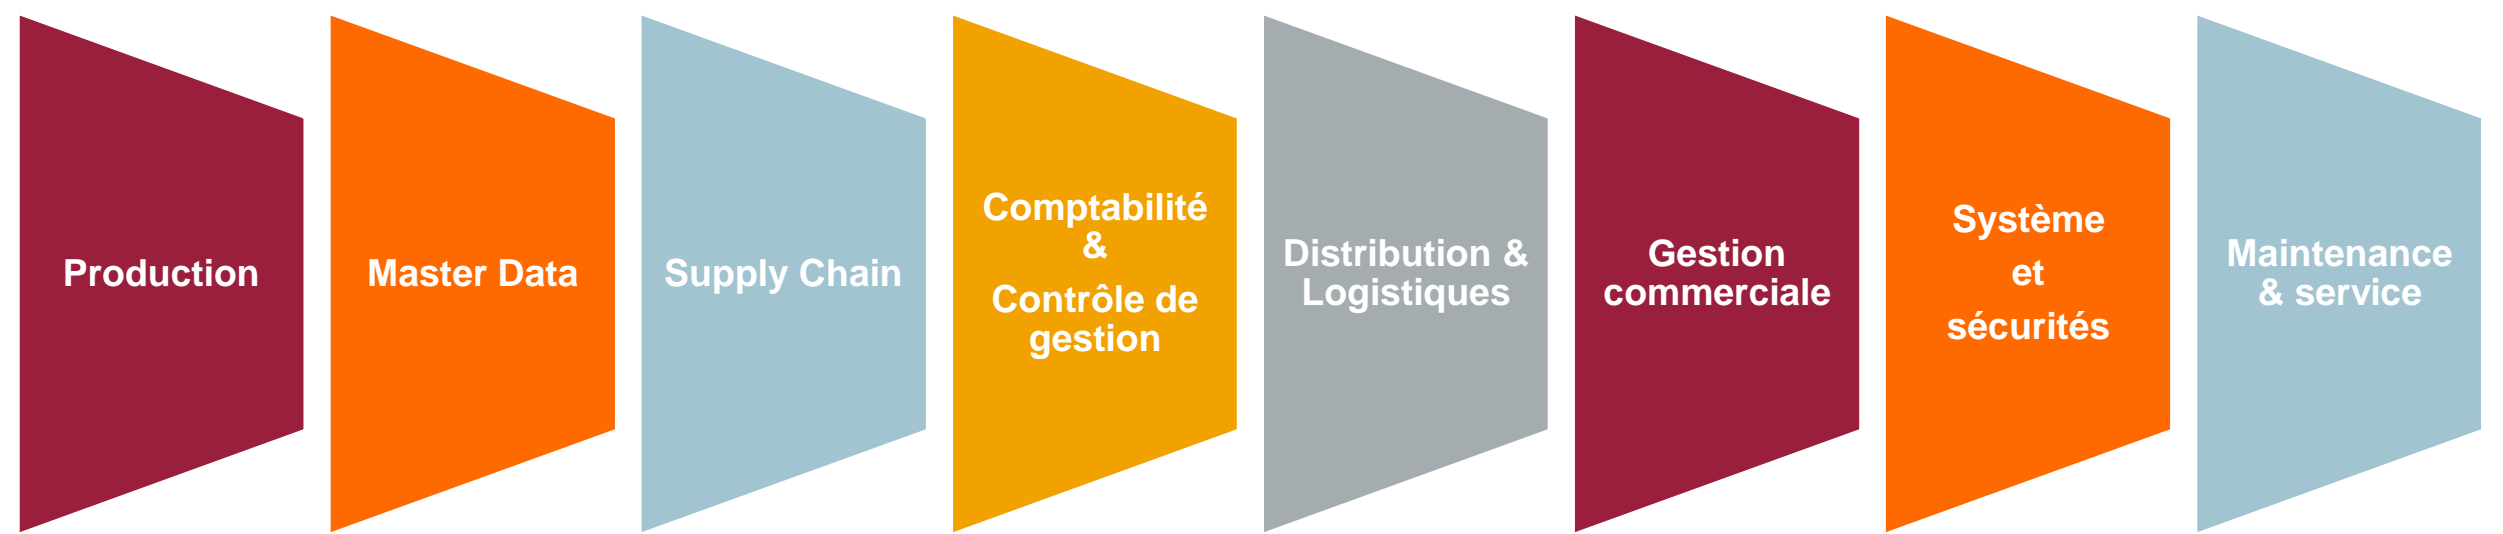 Production
Master Data
Supply Chain
Comptabilité
&
Contrôle de
gestion
Distribution &
Logistiques
Gestion
commerciale
Système
et
sécurités
Maintenance
& service